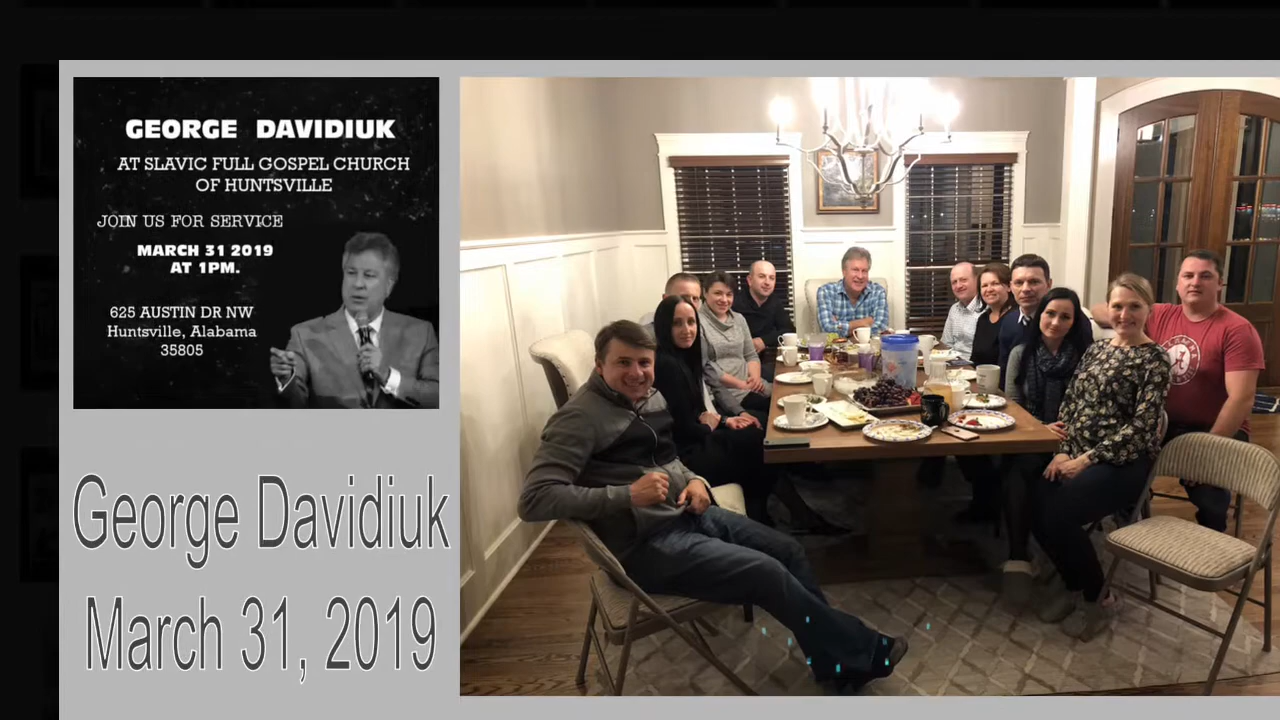 GEORGE DAVIDIUK
AT SLAVIC FULL GOSPEL CHURCH
OF HUNTSVILLE
JOIN US FOR SERVICE
MARCH 31 2019
AT 1PM.
625 AUSTIN DR NW
Huntsville, Alabama
35805
George Davidiuk
March 31, 2019